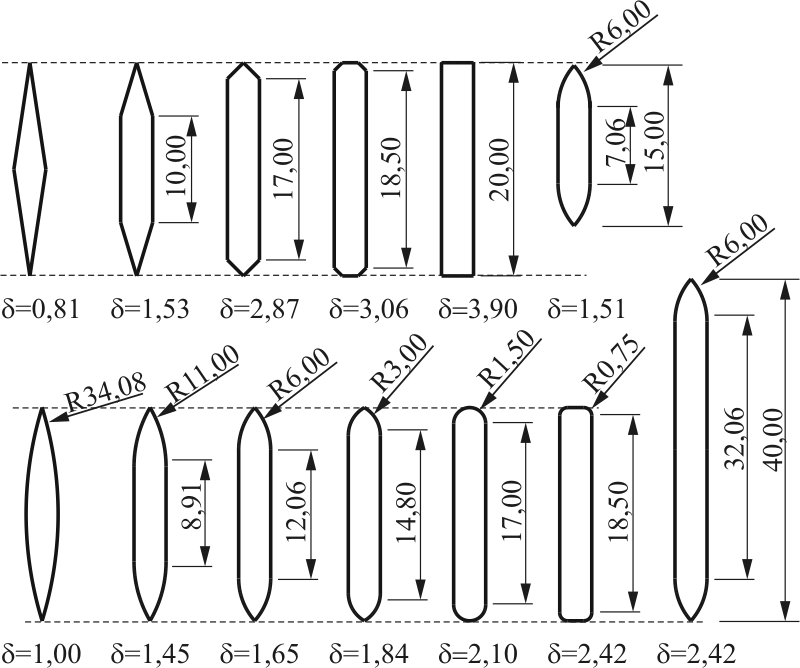 R6,00
10,00
17,00
18,50
20,00
7,06
15,00
δ=0,81
δ=1,53
δ=2,87
δ=3,06
δ=3,90
δ=1,51
R6,00
R34,08
R11,00
R6,00
R3,00
R1,50
R0,75
8,91
12,06
14,80
17,00
18,50
32,06
40,00
δ=1,00
δ=1,45
δ=1,65
δ=1,84
δ=2,10
δ=2,42
δ=2,42